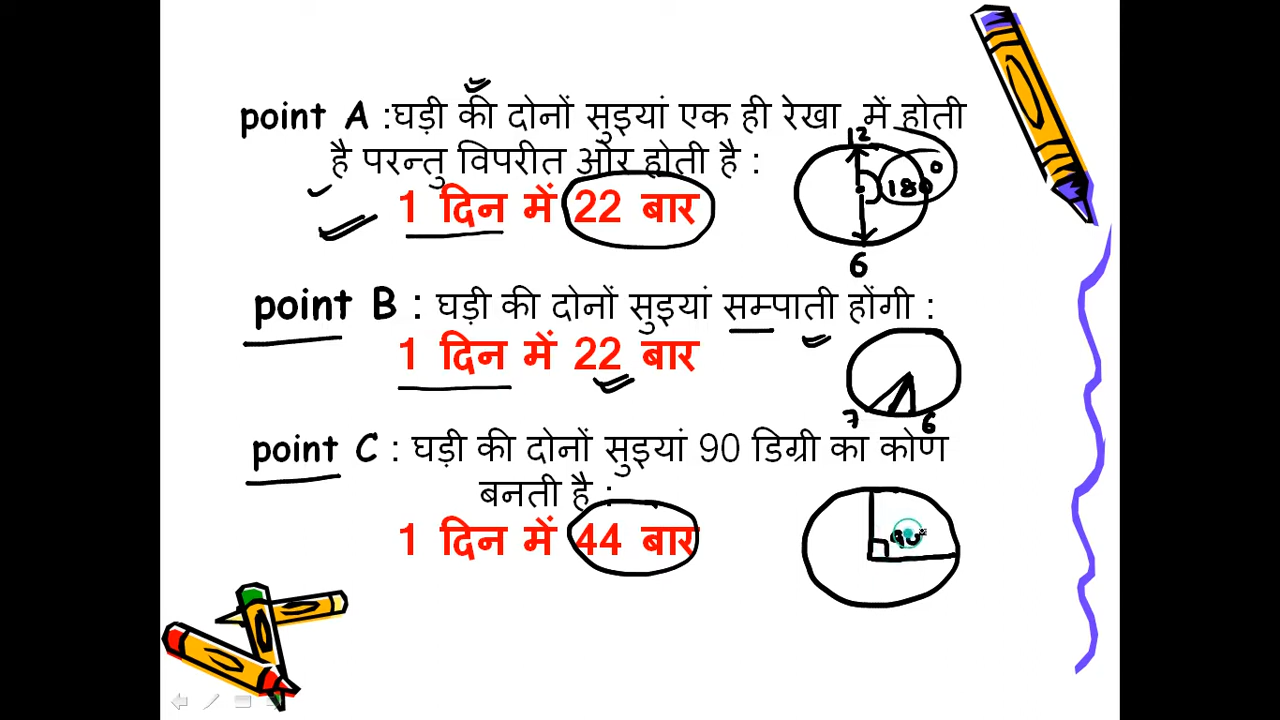 point A :घड़ी की दोनों सुइयां एक ही रेखा में होती
है परन्तु विपरीत ओर होती है :
1 दिन में 22 बार
12
180°
6
point B : घड़ी की दोनों सुइयां सम्पाती होंगी :
1 दिन में 22 बार
7 6
point C : घड़ी की दोनों सुइयां 90 डिग्री का कोण
बनती है :
1 दिन में 44 बार
90